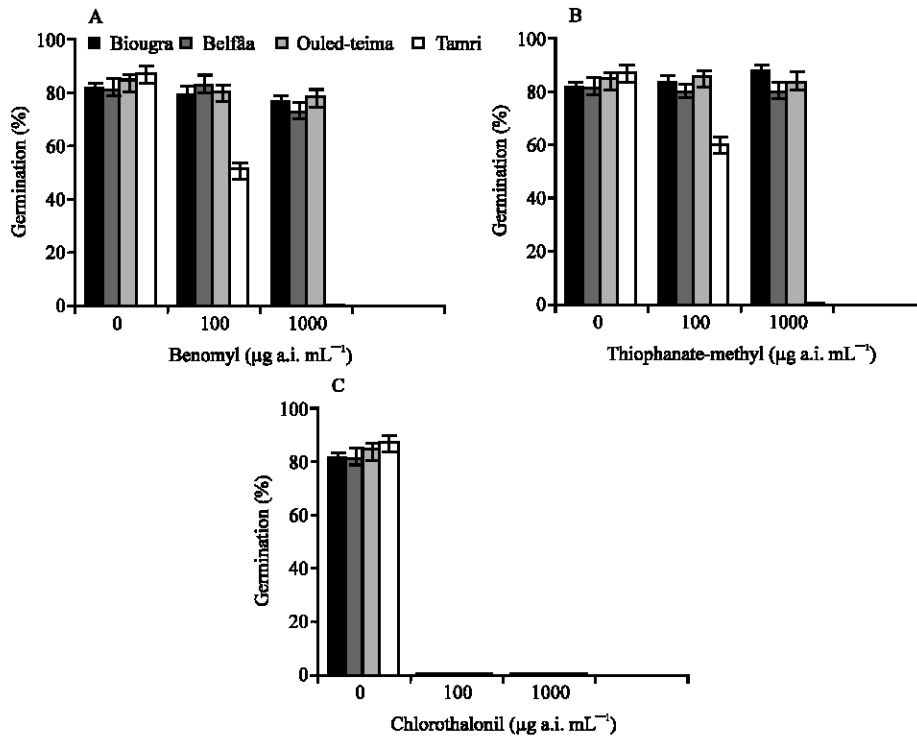 A
Biougra Belfâa Ouled-teima Tamri
100
80
60
40
20
0
Germination (%)
0 100 1000
Benomyl (µg a.i. mL⁻¹)
B
100
80
60
40
20
0
Germination (%)
0 100 1000
Thiophanate-methyl (µg a.i. mL⁻¹)
C
100
80
60
40
20
0
Germination (%)
0 100 1000
Chlorothalonil (µg a.i. mL⁻¹)